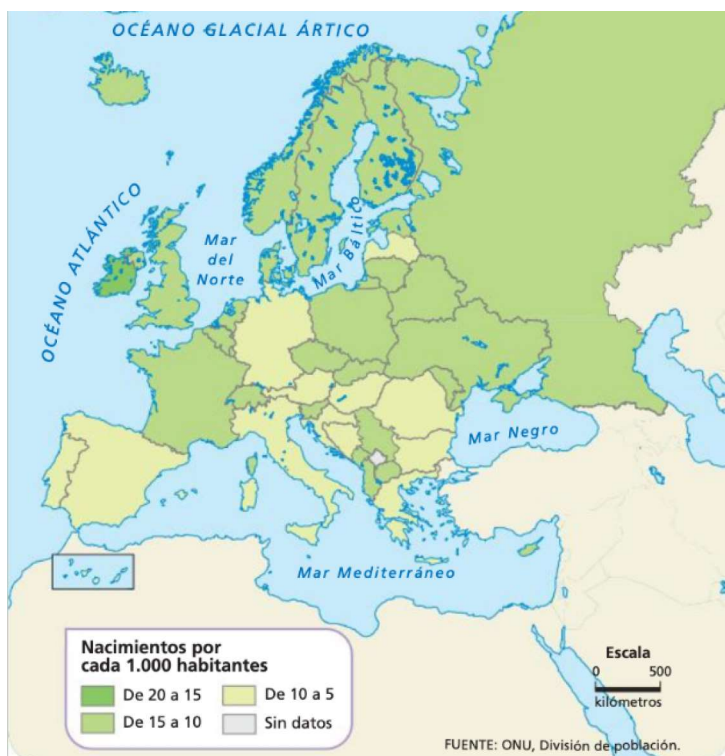 OCÉANO GLACIAL ÁRTICO
OCÉANO ATLÁNTICO
Mar
del
Norte
Mar Báltico
Mar Negro
Mar Mediterráneo
Nacimientos por
cada 1.000 habitantes
De 20 a 15
De 10 a 5
De 15 a 10
Sin datos
Escala
0 500
kilómetros
FUENTE: ONU, División de población.